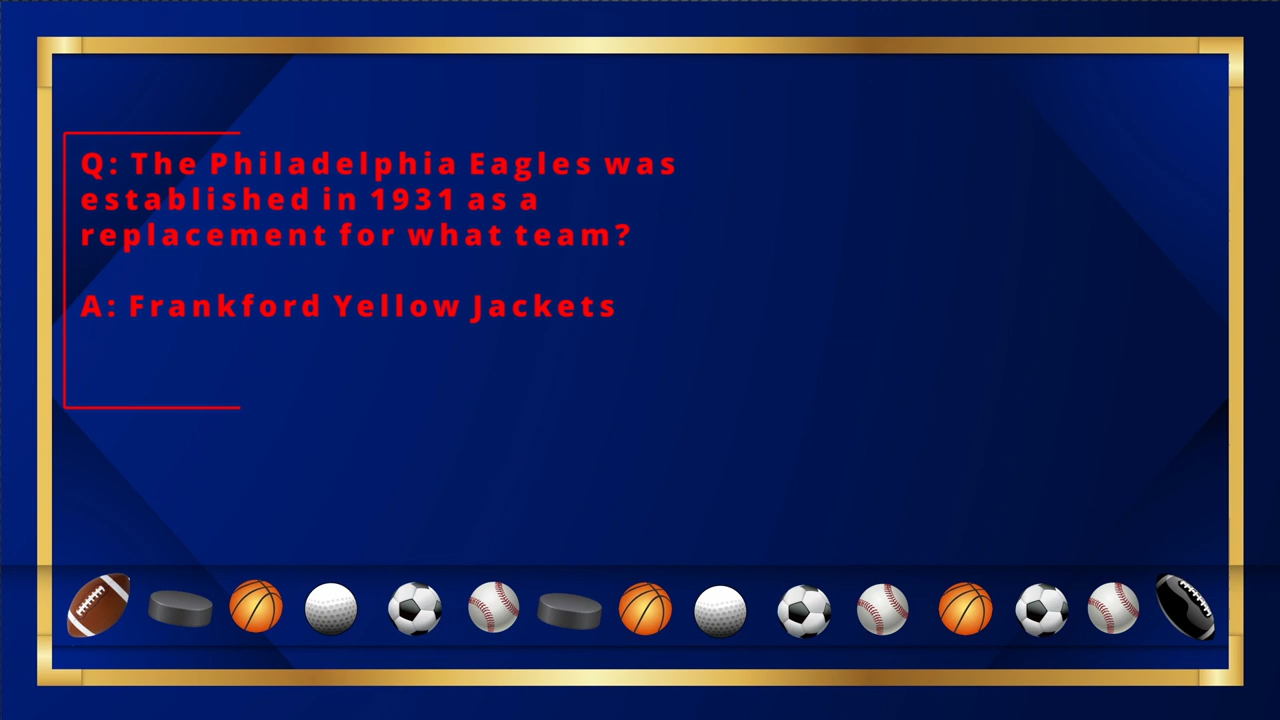 Q: The Philadelphia Eagles was
established in 1931 as a
replacement for what team?
A: Frankford Yellow Jackets